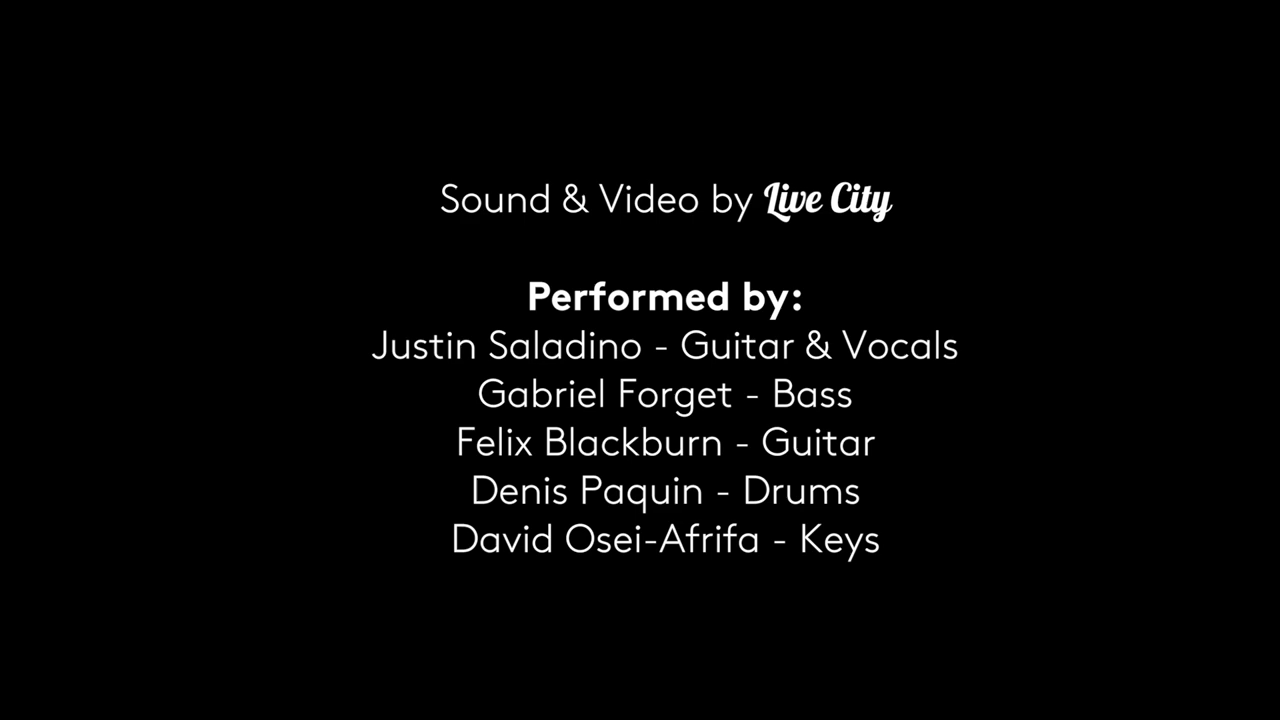 Sound & Video by Live City
Performed by:
Justin Saladino - Guitar & Vocals
Gabriel Forget - Bass
Felix Blackburn - Guitar
Denis Paquin - Drums
David Osei-Afrifa - Keys